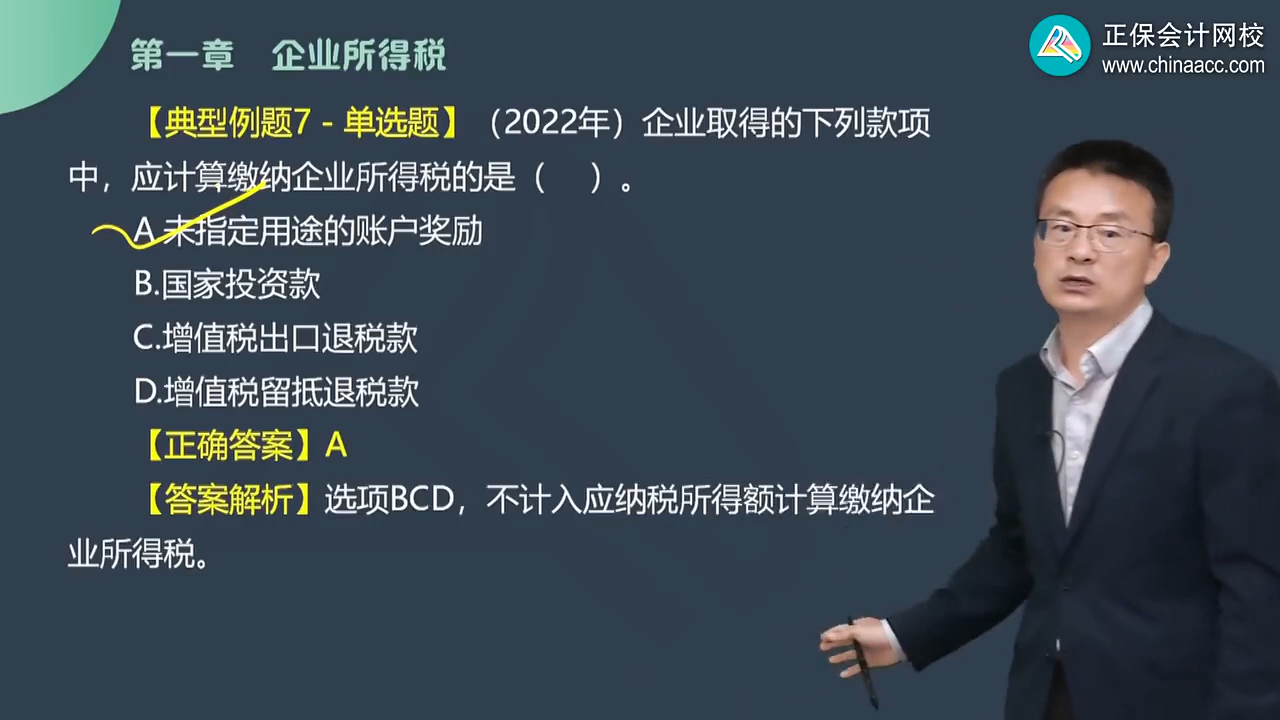 第一章 企业所得税
正保会计网校
www.chinaacc.com
【典型例题7-单选题】（2022年）企业取得的下列款项
中，应计算缴纳企业所得税的是（ ）。
A.未指定用途的账户奖励
B.国家投资款
C.增值税出口退税款
D.增值税留抵退税款
【正确答案】A
【答案解析】选项BCD，不计入应纳税所得额计算缴纳企
业所得税。